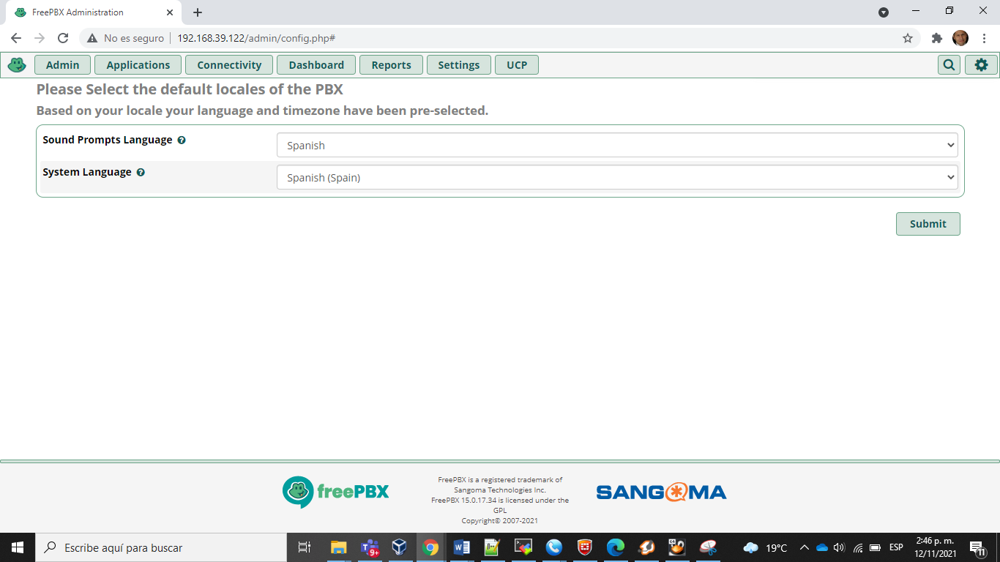 FreePBX Administration
No es seguro
192.168.39.122/admin/config.php#
Admin
Applications
Connectivity
Dashboard
Reports
Settings
UCP
Please Select the default locales of the PBX
Based on your locale your language and timezone have been pre-selected.
Sound Prompts Language
Spanish
System Language
Spanish (Spain)
Submit
freePBX
FreePBX is a registered trademark of
Sangoma Technologies Inc.
FreePBX 15.0.17.34 is licensed under the
GPL
Copyright© 2007-2021
SANGOMA
Escribe aquí para buscar
9+
19°C
ESP
2:46 p. m.
12/11/2021
11